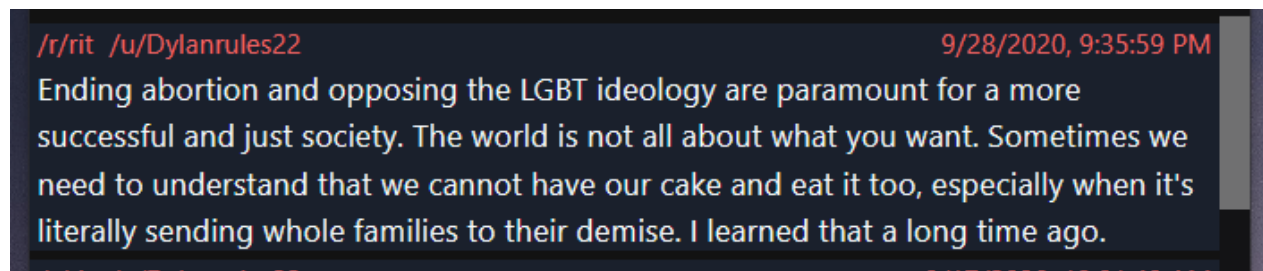 /r/rit /u/Dylanrules22 9/28/2020, 9:35:59 PM
Ending abortion and opposing the LGBT ideology are paramount for a more
successful and just society. The world is not all about what you want. Sometimes we
need to understand that we cannot have our cake and eat it too, especially when it's
literally sending whole families to their demise. I learned that a long time ago.